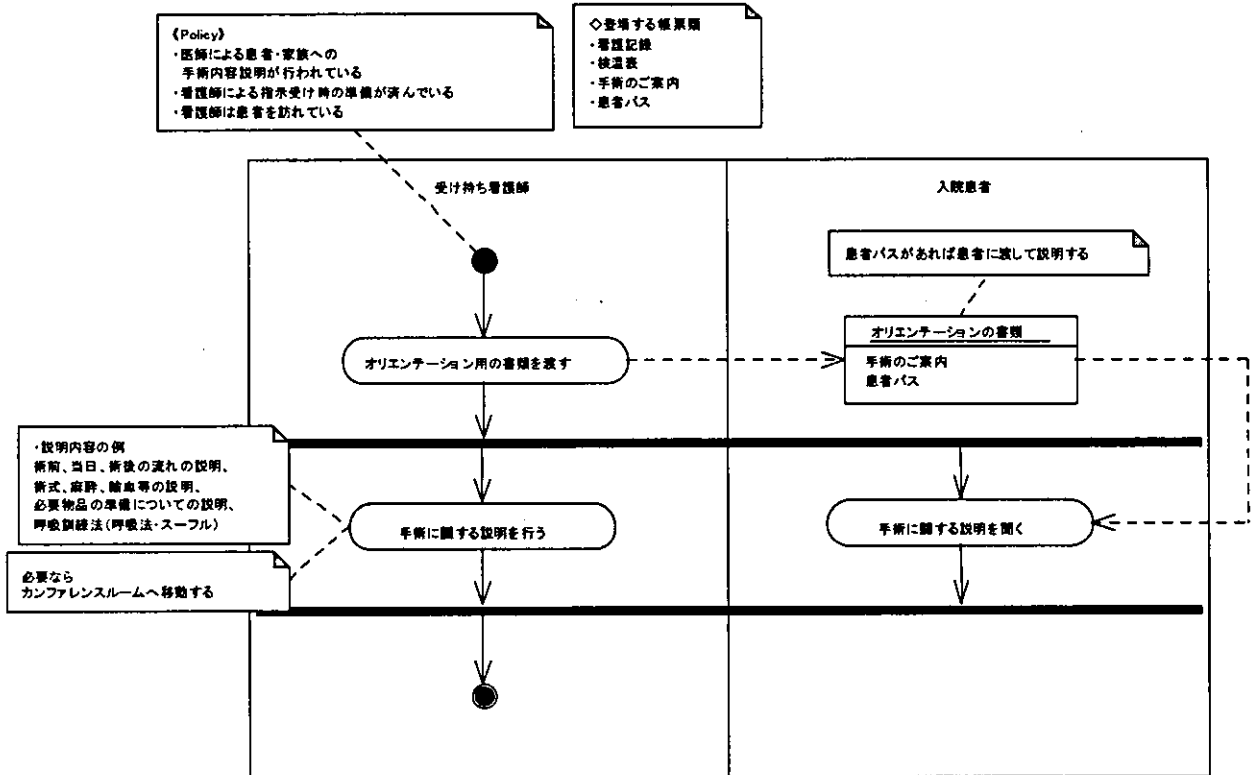 《Policy》
・医師による患者・家族への
手術内容説明が行われている
・看護師による指示受け時の準備が済んでいる
・看護師は患者を訪れている
◇登場する帳票類
・看護記録
・検温表
・手術のご案内
・患者パス
受け持ち看護師
入院患者
患者パスがあれば患者に渡して説明する
オリエンテーション用の書類を渡す
オリエンテーションの書類
手術のご案内
患者パス
・説明内容の例
術前、当日、術後の流れの説明、
術式、麻酔、輸血等の説明、
必要物品の準備についての説明、
呼吸訓練法(呼吸法・スーフル)
手術に関する説明を行う
手術に関する説明を聞く
必要なら
カンファレンスルームへ移動する